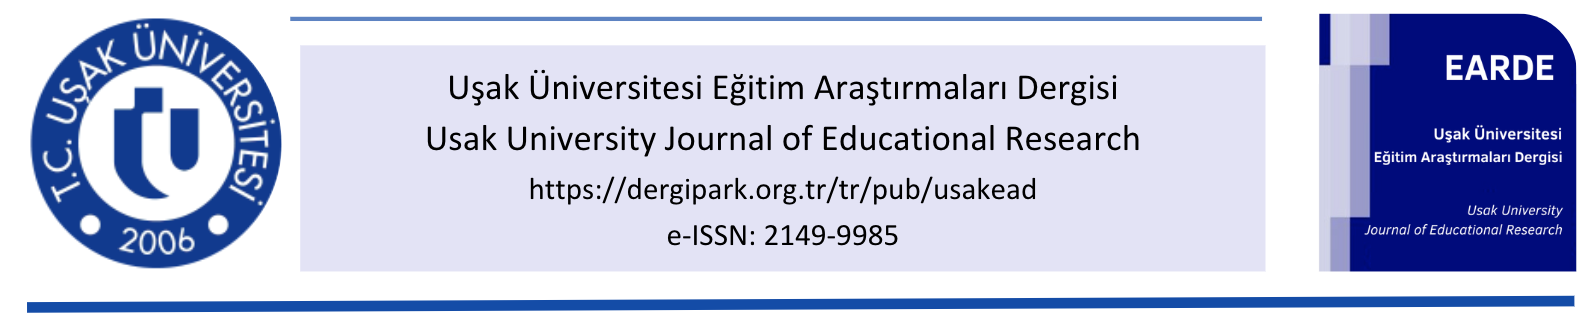 T.C. UŞAK ÜNİVERSİTESİ
2006
Uşak Üniversitesi Eğitim Araştırmaları Dergisi
Usak University Journal of Educational Research
https://dergipark.org.tr/tr/pub/usakead
e-ISSN: 2149-9985
EARDE
Uşak Üniversitesi
Eğitim Araştırmaları Dergisi
Usak University
Journal of Educational Research